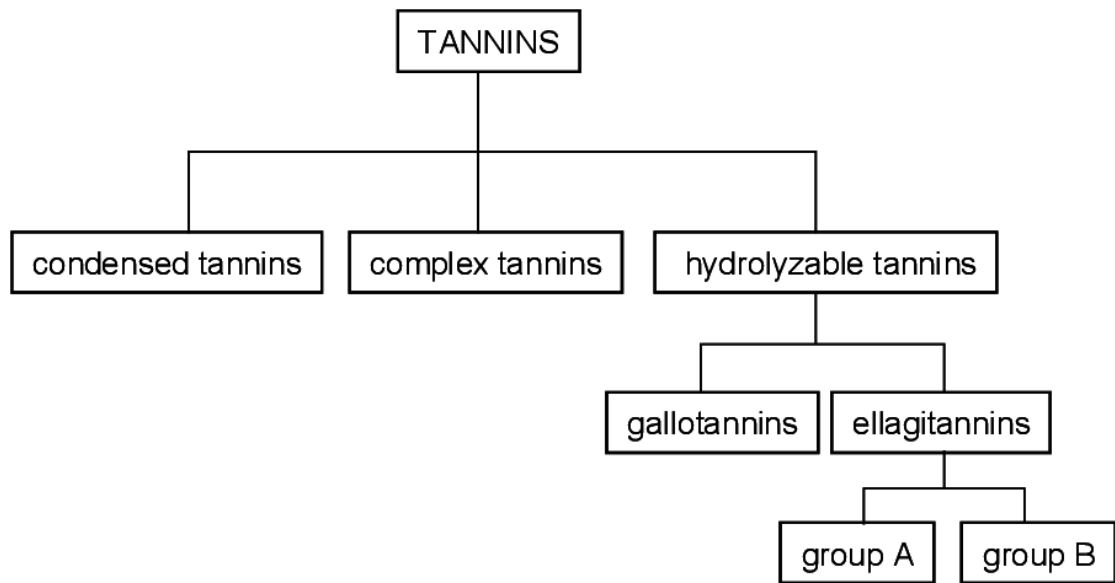 TANNINS
condensed tannins
complex tannins
hydrolyzable tannins
gallotannins
ellagitannins
group A
group B